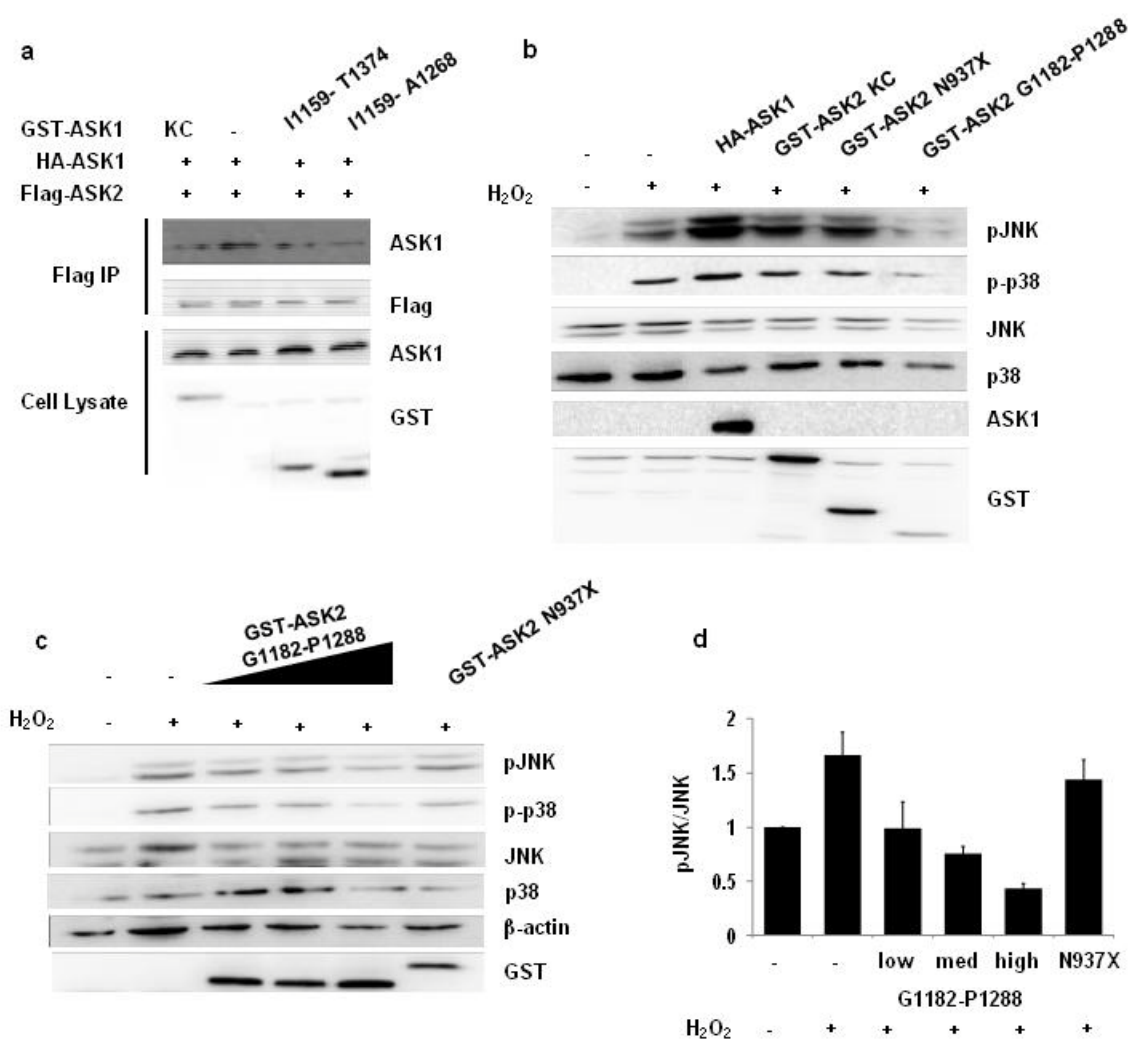 a
I1159- T1374
I1159- A1268
GST-ASK1 KC -
HA-ASK1 + + + +
Flag-ASK2 + + + +
Flag IP
ASK1
Flag
Cell Lysate
ASK1
GST
b
HA-ASK1
GST-ASK2 KC
GST-ASK2 N937X
GST-ASK2 G1182-P1288
- -
H2O2 - + + + + +
pJNK
p-p38
JNK
p38
ASK1
GST
c
GST-ASK2
G1182-P1288
GST-ASK2 N937X
- -
H2O2 - + + + + +
pJNK
p-p38
JNK
p38
β-actin
GST
d
pJNK/JNK
2
1.5
1
0.5
0
- - low med high N937X
G1182-P1288
H2O2 - + + + + +